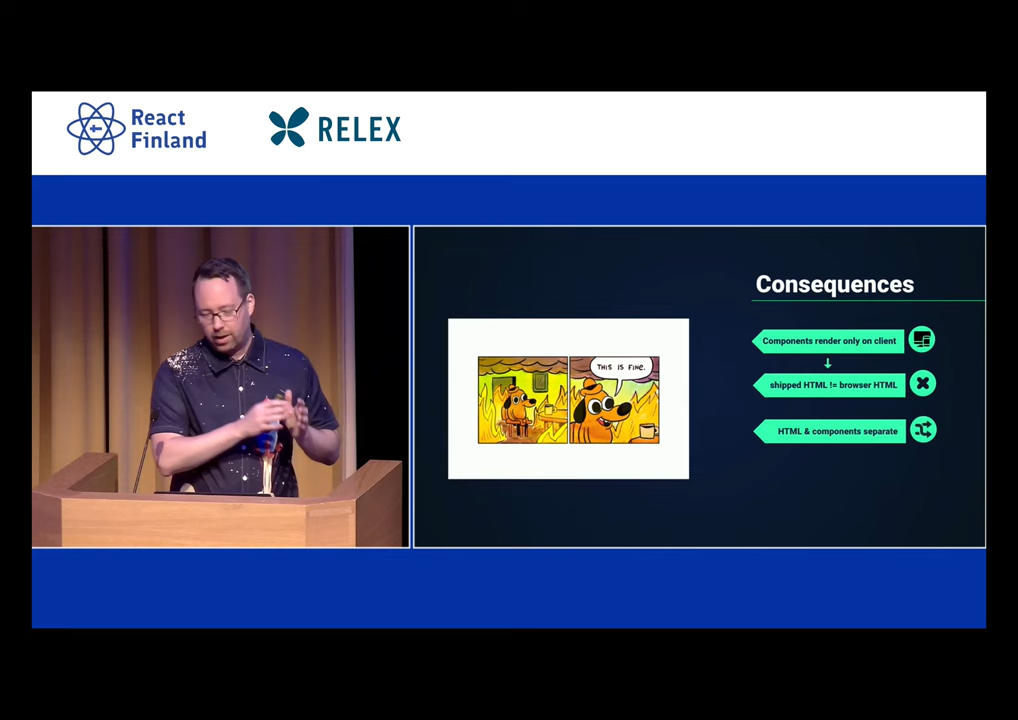 React
Finland
RELEX
Consequences
THIS IS FINE.
Components render only on client
shipped HTML != browser HTML
HTML & components separate